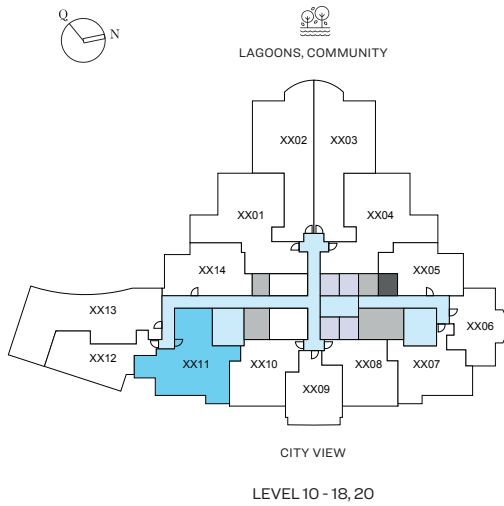 Q
N
LAGOONS, COMMUNITY
XX02 XX03
XX01 XX04
XX14 XX05
XX13 XX06
XX12 XX11 XX10 XX08 XX07
XX09
CITY VIEW
LEVEL 10 - 18, 20